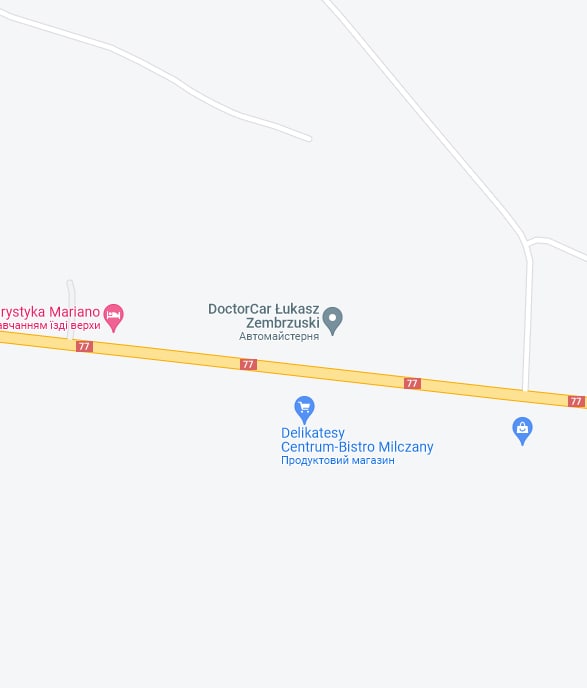 rystyka Mariano
авчанням їзді верхи
DoctorCar Łukasz
Zembrzuski
Автомайстерня
77
77
77
77
Delikatesy
Centrum-Bistro Milczany
Продуктовий магазин